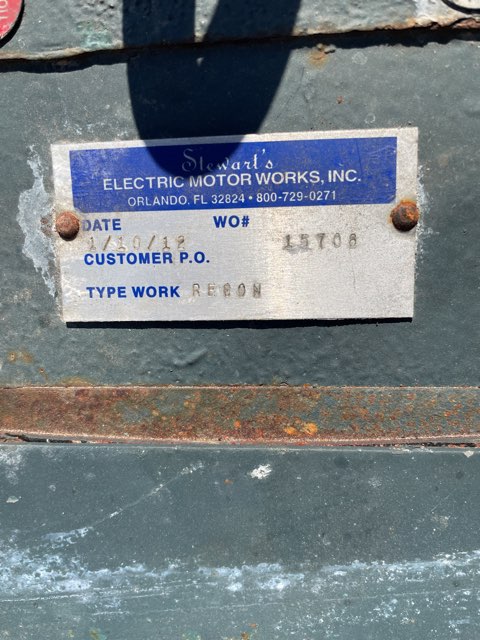 Stewart's
ELECTRIC MOTOR WORKS, INC.
ORLANDO, FL 32824 • 800-729-0271
DATE WO#
1/10/12 15708
CUSTOMER P.O.
TYPE WORK RECON